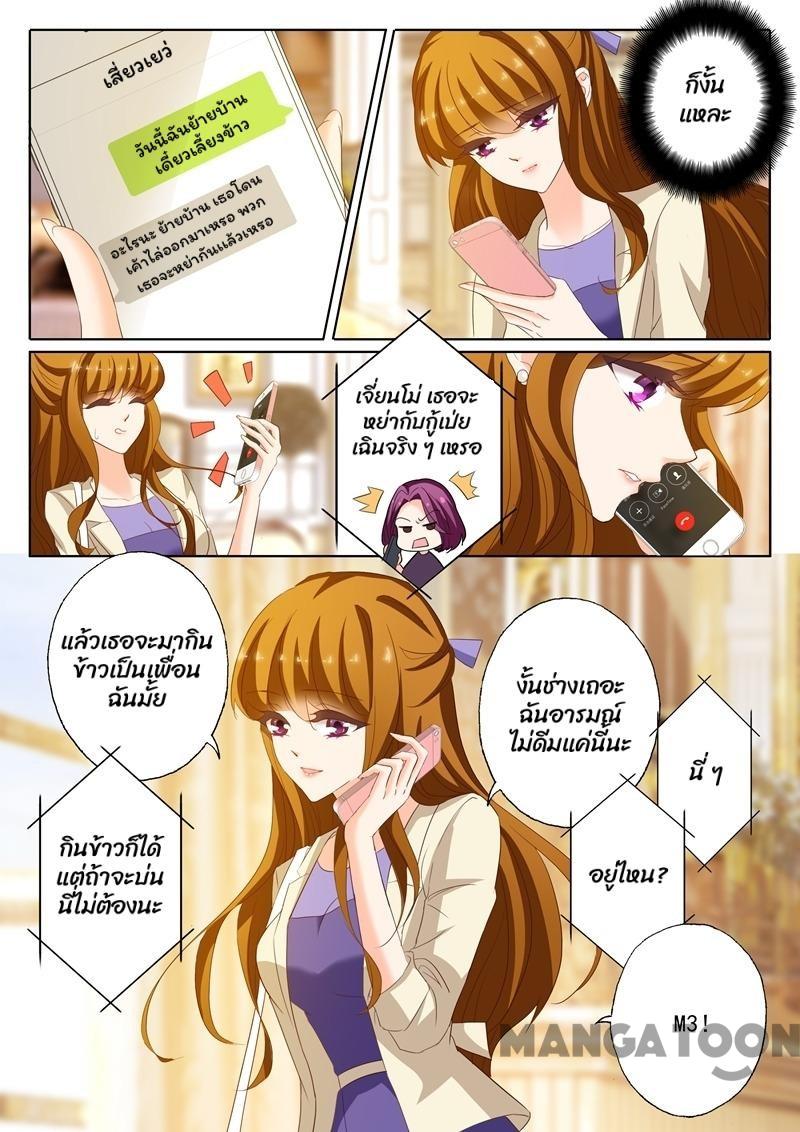 เสี่ยวเยว่
วันนี้ฉันย้ายบ้าน
เดี๋ยวเลี้ยงข้าว
อะไรนะ ย้ายบ้าน เธอโดน
เค้าไล่ออกมาเหรอ พวก
เธอจะหย่ากันแล้วเหรอ
ก็งั้น
แหละ
เจี่ยนโม่ เธอจะ
หย่ากับกู้เป่ย
เฉินจริง ๆ เหรอ
แล้วเธอจะมากิน
ข้าวเป็นเพื่อน
ฉันมั้ย
กินข้าวก็ได้
แต่ถ้าจะบ่น
นี่ไม่ต้องนะ
งั้นช่างเถอะ
ฉันอารมณ์
ไม่ดีมแค่นี้นะ
นี่ ๆ
อยู่ไหน?
M3!
MANGATOON